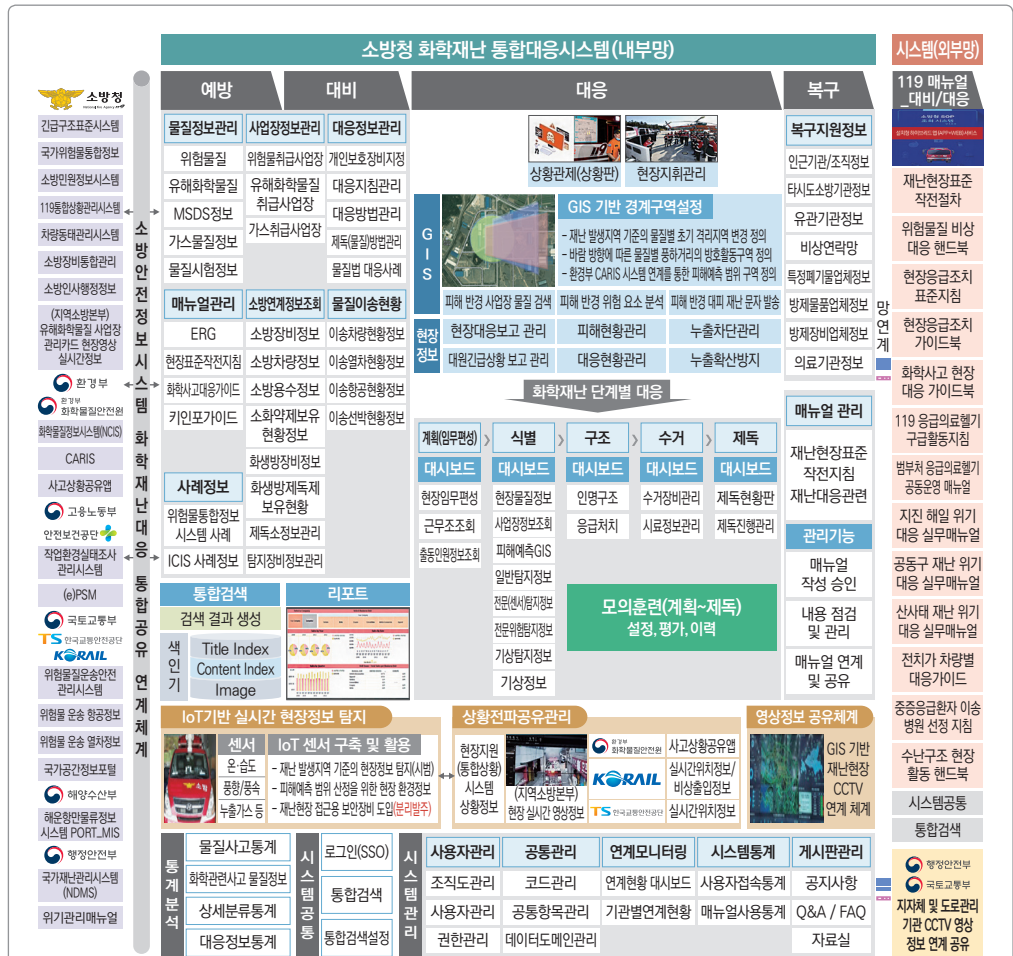 소방청 화학재난 통합대응시스템(내부망)
시스템(외부망)
소방청
긴급구조표준시스템
국가위험물통합정보
소방민원정보시스템
119통합상황관리시스템
차량동태관리시스템
소방장비통합관리
소방인사행정정보
(지역소방본부)
유해화학물질 사업장
관리카드 현장영상
실시간정보
환경부
환경부
화학물질안전원
화학물질정보시스템(NCIS)
CARIS
사고상황공유앱
고용노동부
안전보건공단
작업환경실태조사
관리시스템
(e)PSM
국토교통부
TS 한국교통안전공단
KORAIL
위험물질운송안전
관리시스템
위험물 운송 항공정보
위험물 운송 열차정보
국가공간정보포털
해양수산부
해운항만물류정보
시스템 PORT_MIS
행정안전부
국가재난관리시스템
(NDMS)
위기관리매뉴얼
소방안전정보시스템 화학재난대응 통합공유 연계체계
예방
대비
대응
복구
물질정보관리
위험물질
유해화학물질
MSDS정보
가스물질정보
물질시험정보
사업장정보관리
위험물취급사업장
유해화학물질
취급사업장
가스취급사업장
대응정보관리
개인보호장비지정
대응지침관리
대응방법관리
제독(물질)방법관리
물질법 대응사례
매뉴얼관리
ERG
현장표준작전지침
화학사고대응가이드
키인포가이드
소방연계정보조회
소방장비정보
소방차량정보
소방용수정보
소화약제보유
현황정보
화생방장비정보
화생방제독제
보유현황
제독소정보관리
탐지장비정보관리
물질이송현황
이송차량현황정보
이송열차현황정보
이송항공현황정보
이송선박현황정보
사례정보
위험물통합정보
시스템 사례
ICIS 사례정보
통합검색
검색 결과 생성
색인기
Title Index
Content Index
Image
리포트
상황관제(상황판)
현장지휘관리
GIS
GIS 기반 경계구역설정
- 재난 발생지역 기준의 물질별 초기 격리지역 변경 정의
- 바람 방향에 따른 물질별 풍하거리의 방호활동구역 정의
- 환경부 CARIS 시스템 연계를 통한 피해예측 범위 구역 정의
피해 반경 사업장 물질 검색
피해 반경 위험 요소 분석
피해 반경 대피 재난 문자 발송
현장
정보
현장대응보고 관리
피해현황관리
누출차단관리
대원긴급상황 보고 관리
대응현황관리
누출확산방지
화학재난 단계별 대응
계획(임무편성)
대시보드
현장임무편성
근무조조회
출동인원정보조회
식별
대시보드
현장물질정보
사업장정보조회
피해예측GIS
일반탐지정보
전문(센서)탐지정보
전문위험탐지정보
기상탐지정보
기상정보
구조
대시보드
인명구조
응급처치
수거
대시보드
수거장비관리
시료정보관리
제독
대시보드
제독현황판
제독진행관리
모의훈련(계획~제독)
설정, 평가, 이력
복구지원정보
인근기관/조직정보
타시도소방기관정보
유관기관정보
비상연락망
특정폐기물업체정보
방제물품업체정보
방제장비업체정보
의료기관정보
매뉴얼 관리
재난현장표준
작전지침
재난대응관련
관리기능
매뉴얼
작성 승인
내용 점검
및 관리
매뉴얼 연계
및 공유
망연계
119 매뉴얼
_대비/대응
소방청 SOP
재난현장표준
작전절차
위험물질 비상
대응 핸드북
현장응급조치
표준지침
현장응급조치
가이드북
화학사고 현장
대응 가이드북
119 응급의료헬기
구급활동지침
범부처 응급의료헬기
공동운영 매뉴얼
지진 해일 위기
대응 실무매뉴얼
공동구 재난 위기
대응 실무매뉴얼
산사태 재난 위기
대응 실무매뉴얼
전치가 차량별
대응가이드
중증응급환자 이송
병원 선정 지침
수난구조 현장
활동 핸드북
시스템공통
통합검색
행정안전부
국토교통부
지자체 및 도로관리
기관 CCTV 영상
정보 연계 공유
IoT기반 실시간 현장정보 탐지
센서
온·습도
풍향/풍속
누출가스 등
IoT 센서 구축 및 활용
- 재난 발생지역 기준의 현장정보 탐지(시범)
- 피해예측 범위 산정을 위한 현장 환경정보
- 재난현장 접근용 보안장비 도입(분리발주)
상황전파공유관리
현장지원
(통합상황)
시스템
상황정보
(지역소방본부)
현장 실시간 영상정보
환경부
화학물질안전원
사고상황공유앱
KORAIL
실시간위치정보/
비상출입정보
TS 한국교통안전공단
실시간위치정보
영상정보 공유체계
GIS 기반
재난현장
CCTV
연계 체계
통계분석
물질사고통계
화학관련사고 물질정보
상세분류통계
대응정보통계
시스템공통
로그인(SSO)
통합검색
통합검색설정
시스템관리
사용자관리
조직도관리
사용자관리
권한관리
공통관리
코드관리
공통항목관리
데이터도메인관리
연계모니터링
연계현황 대시보드
기관별연계현황
시스템통계
사용자접속통계
매뉴얼사용통계
게시판관리
공지사항
Q&A / FAQ
자료실